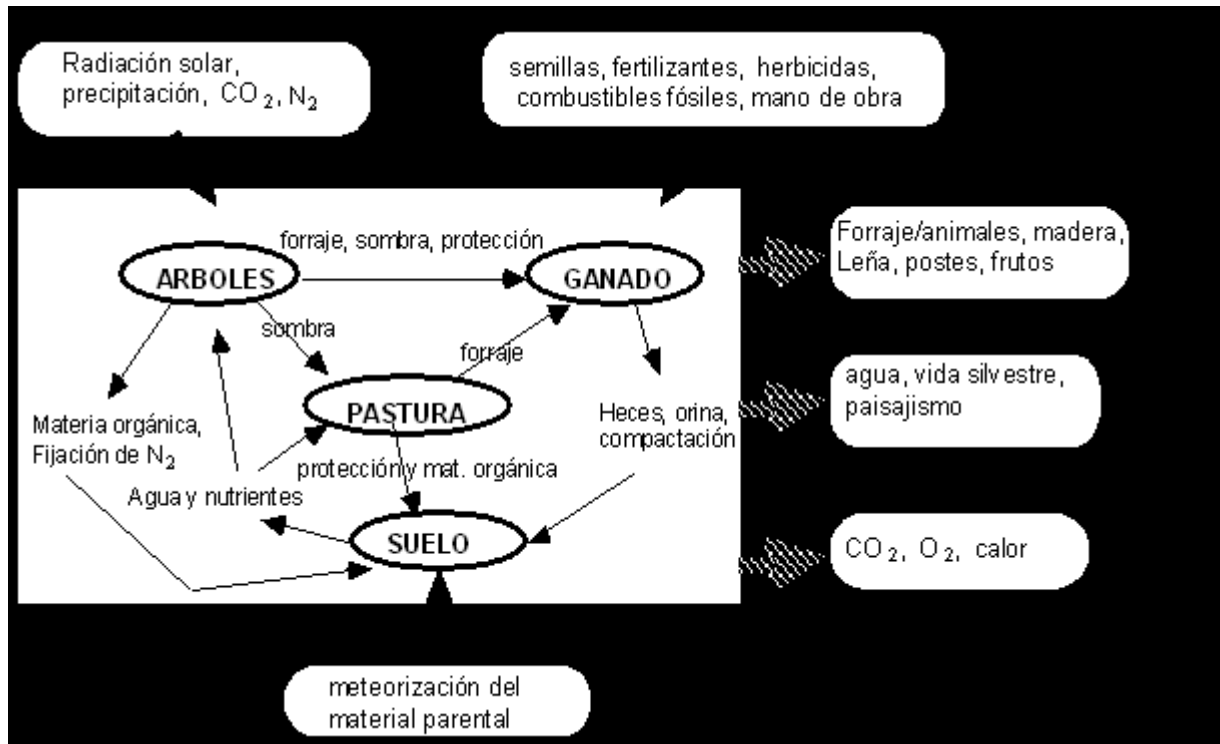 Radiación solar,
precipitación, CO2, N2
semillas, fertilizantes, herbicidas,
combustibles fósiles, mano de obra
forraje, sombra, protección
ARBOLES
GANADO
Forraje/animales, madera,
Leña, postes, frutos
sombra
forraje
PASTURA
agua, vida silvestre,
paisajismo
Materia orgánica,
Fijación de N2
Heces, orina,
compactación
protección y mat. orgánica
Agua y nutrientes
SUELO
CO2, O2, calor
meteorización del
material parental